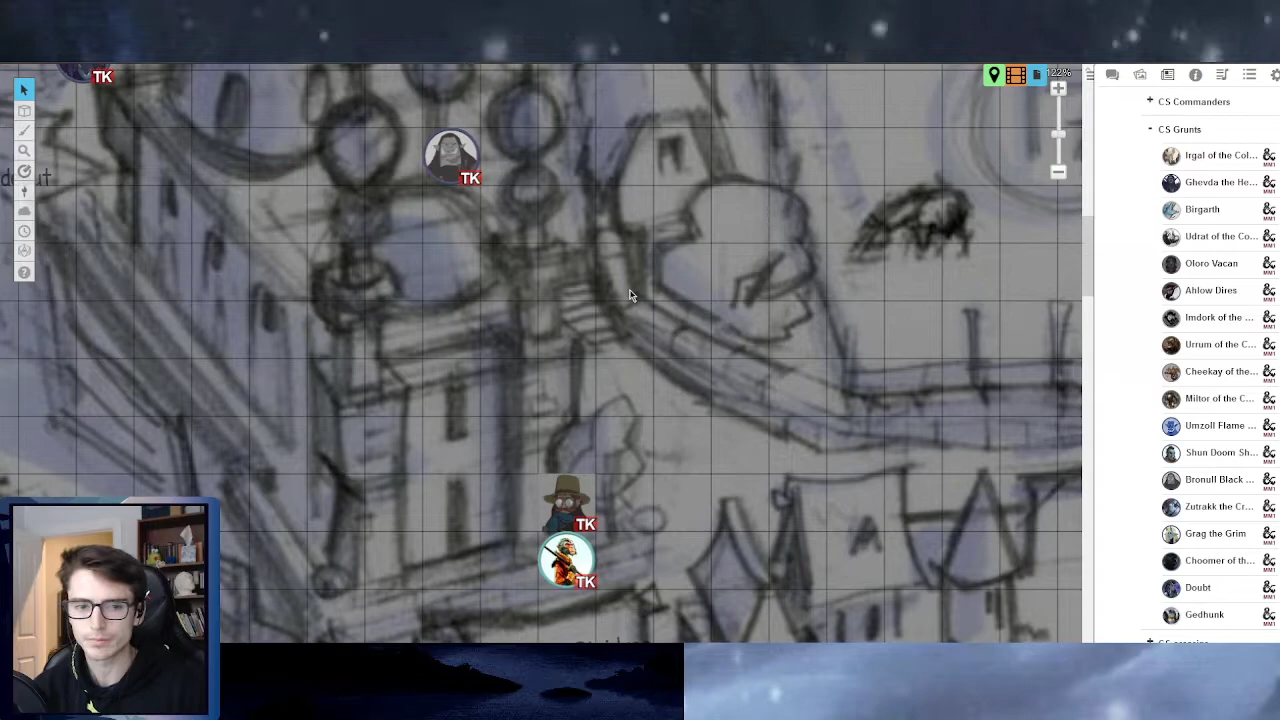 TK
122%
CS Commanders
CS Grunts
TK
Irgal of the Col...
Ghevda the He...
Birgarth
Udrat of the Co...
Oloro Vacan
Ahlow Dires
Imdork of the ...
Urrum of the C...
Cheekay of the...
Miltor of the C...
Umzoll Flame ...
Shun Doom Sh...
Bronull Black ...
Zutrakk the Cr...
TK
Grag the Grim
Choomer of th...
TK
Doubt
Gedhunk